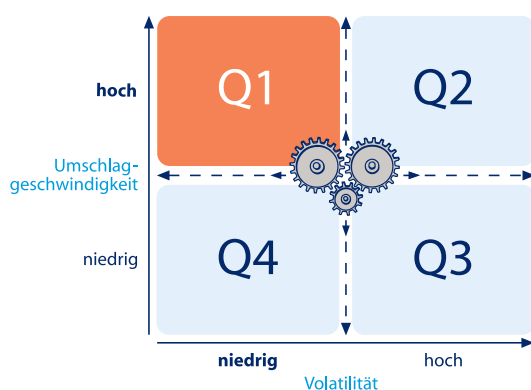 Q1
Q2
hoch
Umschlag-
geschwindigkeit
niedrig
Q4
Q3
niedrig
hoch
Volatilität